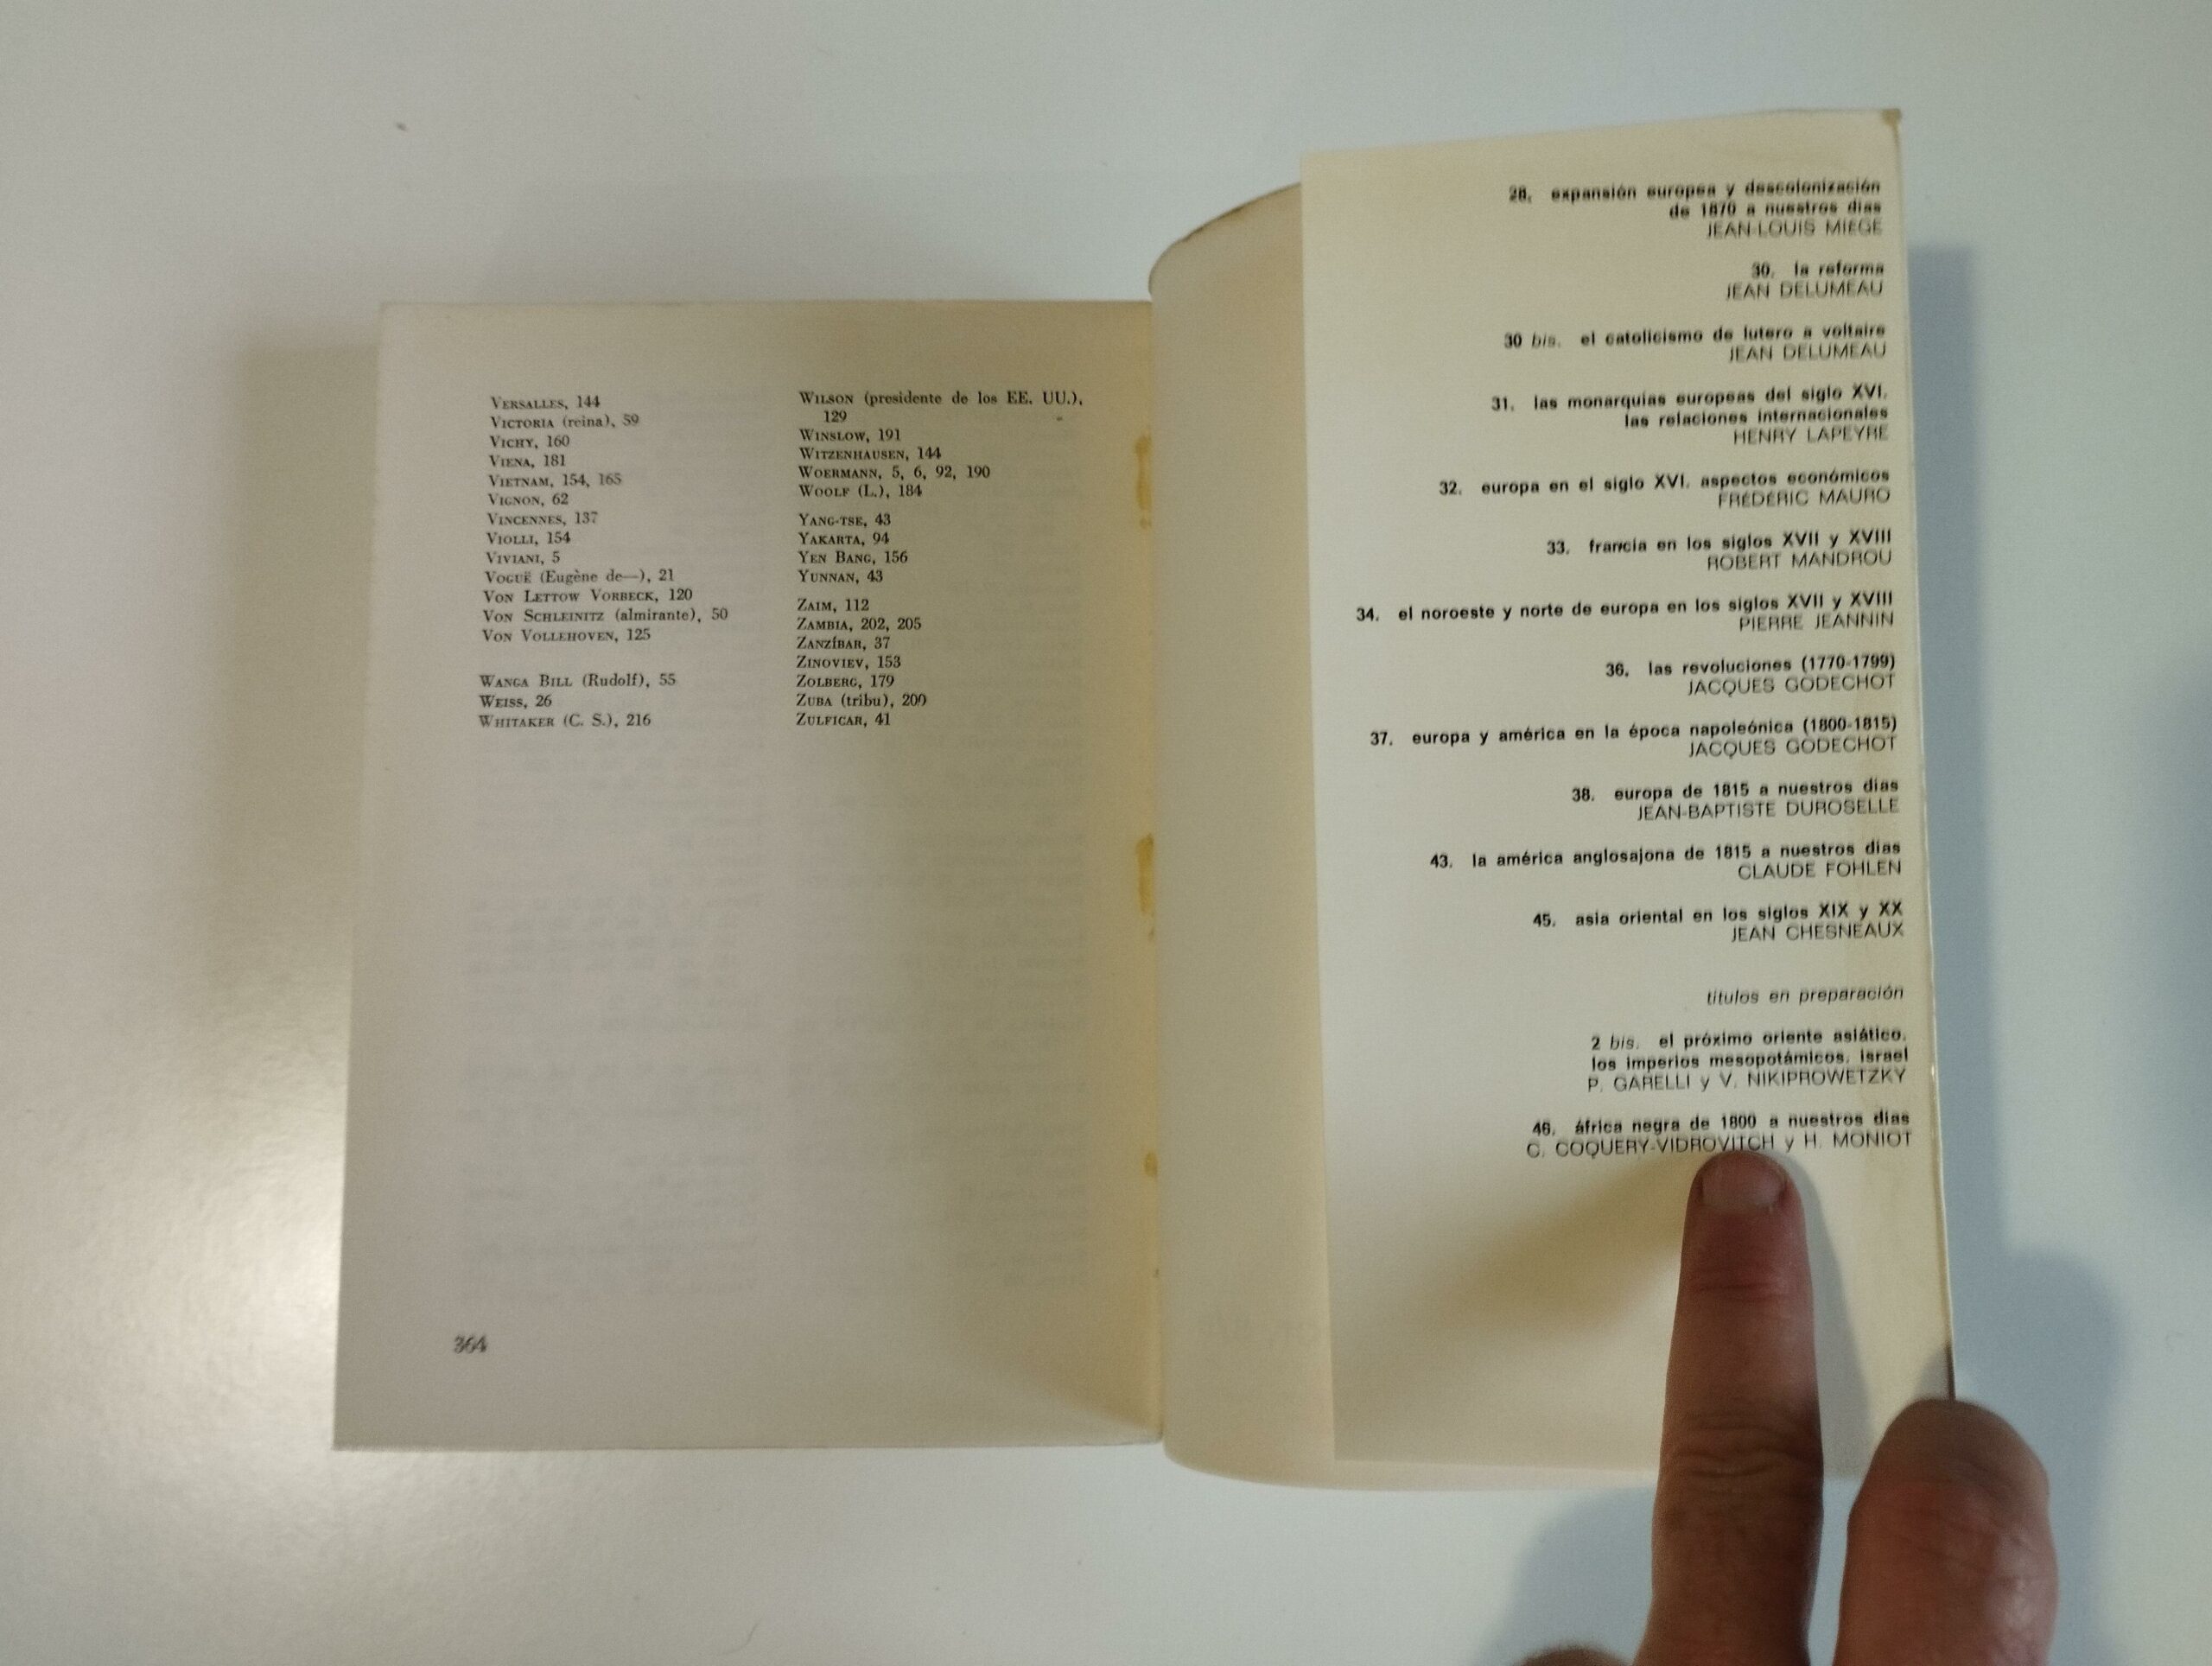 VERSALLES, 144
VICTORIA (reina), 59
VICHY, 160
VIENA, 181
VIETNAM, 154, 165
VIGNON, 62
VINCENNES, 137
VIOLLI, 154
VIVIANI, 5
VOGUË (Eugène de—), 21
VON LETTOW VORBECK, 120
VON SCHLEINITZ (almirante), 50
VON VOLLEHOVEN, 125
WANGA BILL (Rudolf), 55
WEISS, 26
WHITAKER (C. S.), 216
WILSON (presidente de los EE. UU.),
129
WINSLOW, 191
WITZENHAUSEN, 144
WOERMANN, 5, 6, 92, 190
WOOLF (L.), 184
YANG-TSE, 43
YAKARTA, 94
YEN BANG, 156
YUNNAN, 43
ZAIM, 112
ZAMBIA, 202, 205
ZANZÍBAR, 37
ZINOVIEV, 153
ZOLBERG, 179
ZUBA (tribu), 200
ZULFICAR, 41
364
28. expansión europea y descolonización
de 1870 a nuestros días
JEAN-LOUIS MIÈGE
30. la reforma
JEAN DELUMEAU
30 bis. el catolicismo de lutero a voltaire
JEAN DELUMEAU
31. las monarquías europeas del siglo XVI.
las relaciones internacionales
HENRY LAPEYRE
32. europa en el siglo XVI. aspectos económicos
FRÉDÉRIC MAURO
33. francia en los siglos XVII y XVIII
ROBERT MANDROU
34. el noroeste y norte de europa en los siglos XVII y XVIII
PIERRE JEANNIN
36. las revoluciones (1770-1799)
JACQUES GODECHOT
37. europa y américa en la época napoleónica (1800-1815)
JACQUES GODECHOT
38. europa de 1815 a nuestros días
JEAN-BAPTISTE DUROSELLE
43. la américa anglosajona de 1815 a nuestros días
CLAUDE FOHLEN
45. asia oriental en los siglos XIX y XX
JEAN CHESNEAUX
títulos en preparación
2 bis. el próximo oriente asiático.
los imperios mesopotámicos. israel
P. GARELLI y V. NIKIPROWETZKY
46. áfrica negra de 1800 a nuestros días
C. COQUERY-VIDROVITCH y H. MONIOT